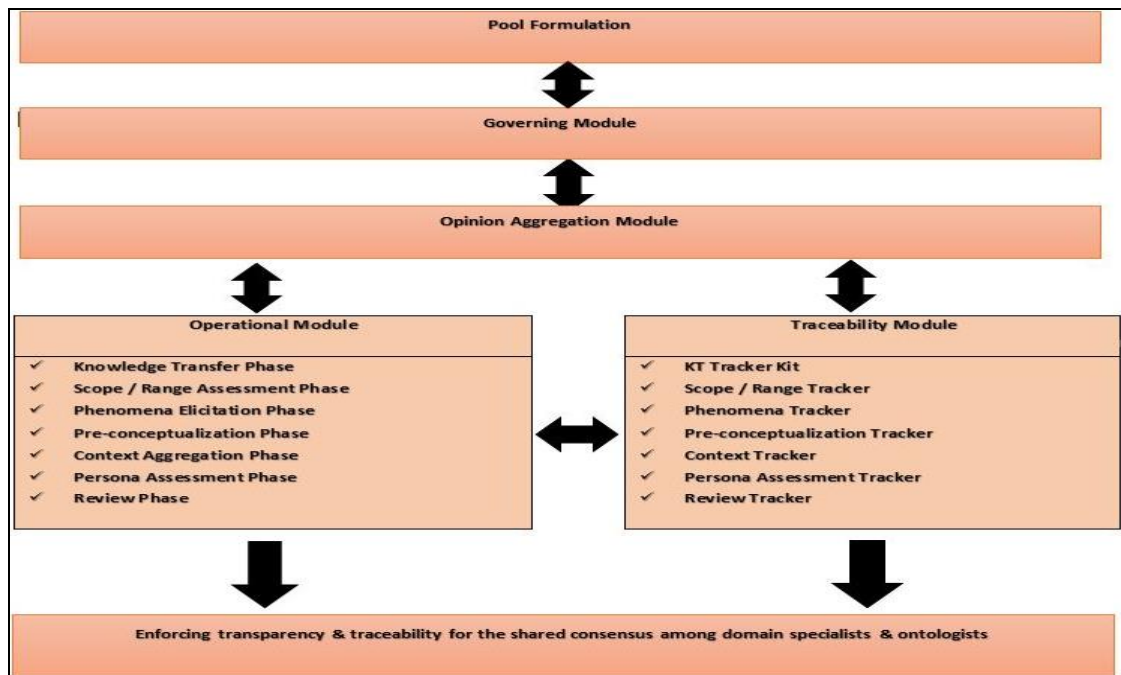 Pool Formulation
Governing Module
Opinion Aggregation Module
Operational Module
✓ Knowledge Transfer Phase
✓ Scope / Range Assessment Phase
✓ Phenomena Elicitation Phase
✓ Pre-conceptualization Phase
✓ Context Aggregation Phase
✓ Persona Assessment Phase
✓ Review Phase
Traceability Module
✓ KT Tracker Kit
✓ Scope / Range Tracker
✓ Phenomena Tracker
✓ Pre-conceptualization Tracker
✓ Context Tracker
✓ Persona Assessment Tracker
✓ Review Tracker
Enforcing transparency & traceability for the shared consensus among domain specialists & ontologists